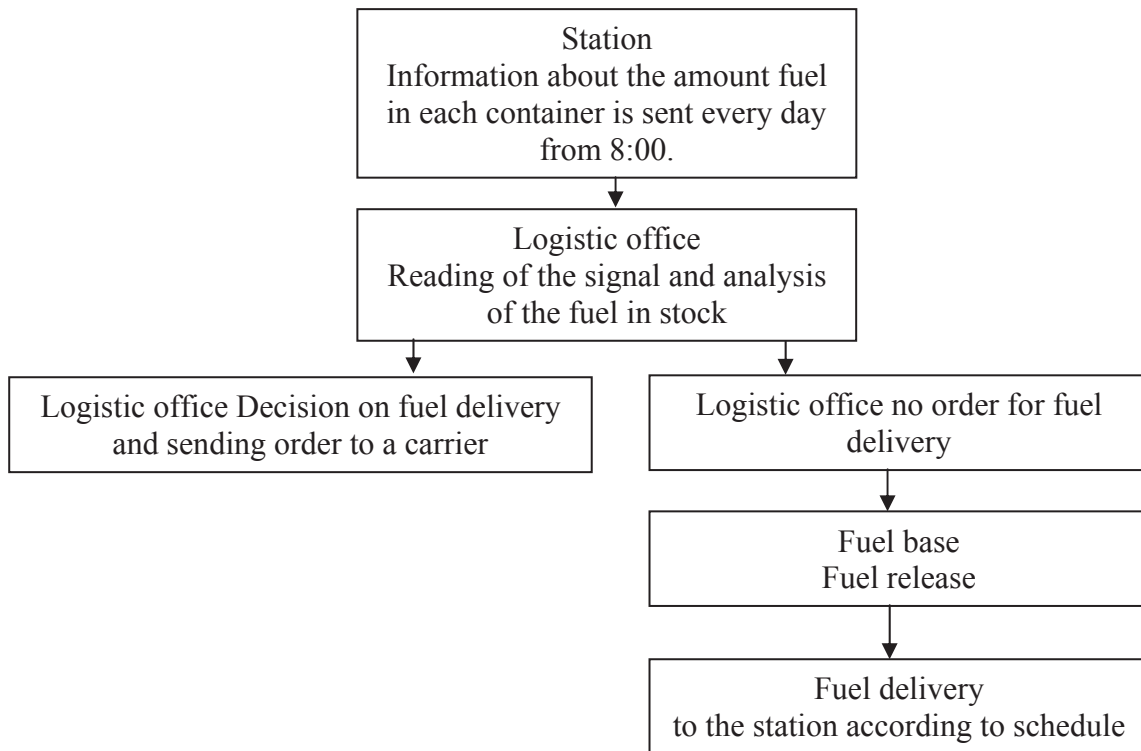 Station
Information about the amount fuel
in each container is sent every day
from 8:00.
Logistic office
Reading of the signal and analysis
of the fuel in stock
Logistic office Decision on fuel delivery
and sending order to a carrier
Logistic office no order for fuel
delivery
Fuel base
Fuel release
Fuel delivery
to the station according to schedule